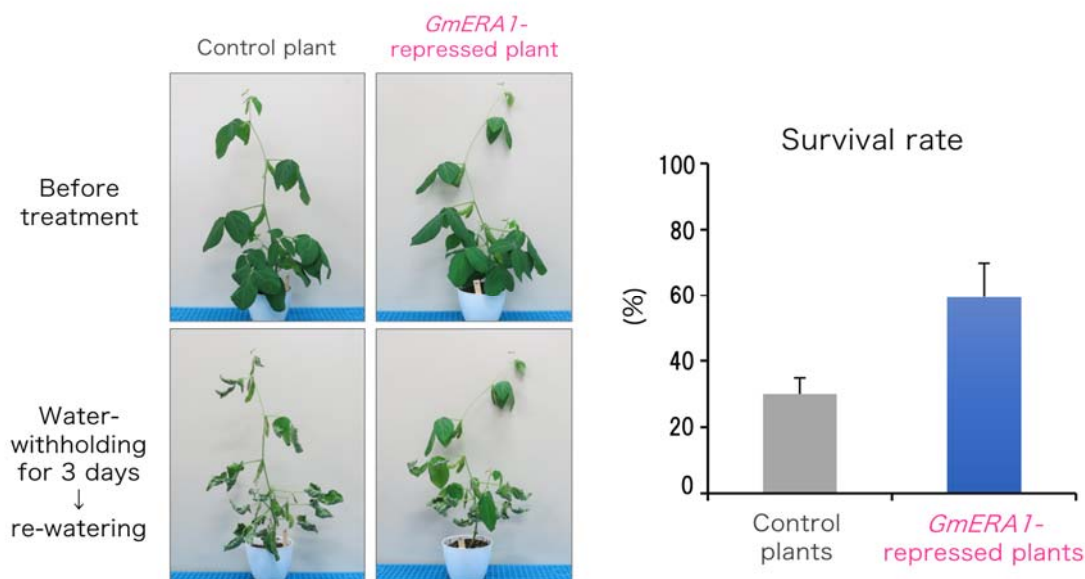 Control plant
GmERA1-
repressed plant
Before
treatment
Water-
withholding
for 3 days
↓
re-watering
Survival rate
(%)
100
80
60
40
20
0
Control
plants
GmERA1-
repressed plants